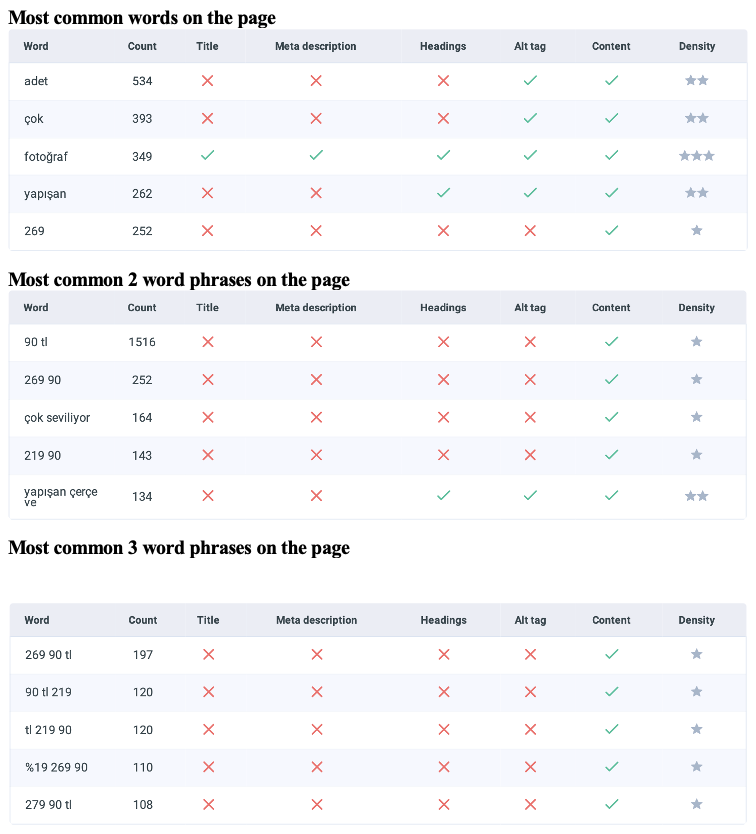 Most common words on the page
Word Count Title Meta description Headings Alt tag Content Density
adet 534
çok 393
fotoğraf 349
yapışan 262
269 252
Most common 2 word phrases on the page
Word Count Title Meta description Headings Alt tag Content Density
90 tl 1516
269 90 252
çok seviliyor 164
219 90 143
yapışan çerçe
ve 134
Most common 3 word phrases on the page
Word Count Title Meta description Headings Alt tag Content Density
269 90 tl 197
90 tl 219 120
tl 219 90 120
%19 269 90 110
279 90 tl 108